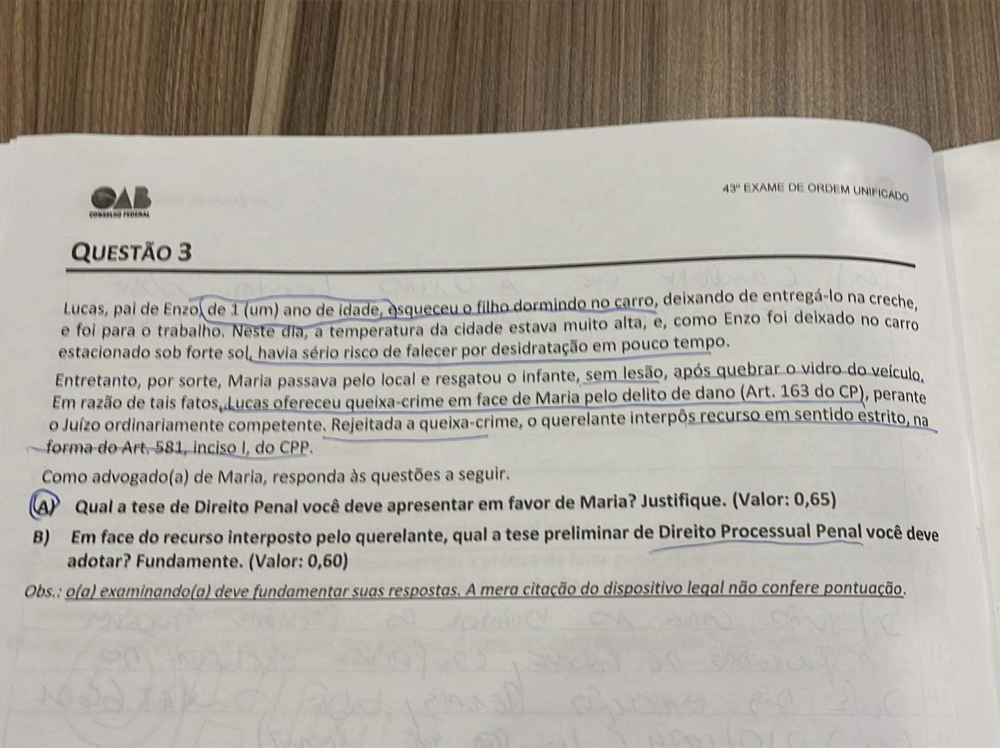 OAB
CONSELHO FEDERAL
43º EXAME DE ORDEM UNIFICADO
QUESTÃO 3
Lucas, pai de Enzo, de 1 (um) ano de idade, esqueceu o filho dormindo no carro, deixando de entregá-lo na creche,
e foi para o trabalho. Neste dia, a temperatura da cidade estava muito alta, e, como Enzo foi deixado no carro
estacionado sob forte sol, havia sério risco de falecer por desidratação em pouco tempo.
Entretanto, por sorte, Maria passava pelo local e resgatou o infante, sem lesão, após quebrar o vidro do veículo.
Em razão de tais fatos, Lucas ofereceu queixa-crime em face de Maria pelo delito de dano (Art. 163 do CP), perante
o Juízo ordinariamente competente. Rejeitada a queixa-crime, o querelante interpôs recurso em sentido estrito, na
forma do Art. 581, inciso I, do CPP.
Como advogado(a) de Maria, responda às questões a seguir.
A) Qual a tese de Direito Penal você deve apresentar em favor de Maria? Justifique. (Valor: 0,65)
B) Em face do recurso interposto pelo querelante, qual a tese preliminar de Direito Processual Penal você deve
adotar? Fundamente. (Valor: 0,60)
Obs.: o(a) examinando(a) deve fundamentar suas respostas. A mera citação do dispositivo legal não confere pontuação.